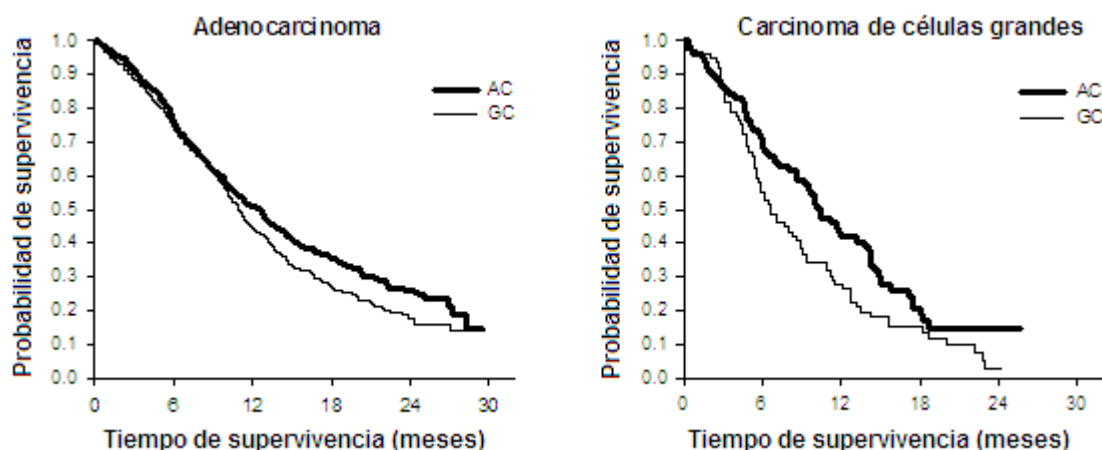 Adenocarcinoma
Probabilidad de supervivencia
1.0
0.9
0.8
0.7
0.6
0.5
0.4
0.3
0.2
0.1
0.0
AC
GC
0 6 12 18 24 30
Tiempo de supervivencia (meses)
Carcinoma de células grandes
Probabilidad de supervivencia
1.0
0.9
0.8
0.7
0.6
0.5
0.4
0.3
0.2
0.1
0.0
AC
GC
0 6 12 18 24 30
Tiempo de supervivencia (meses)